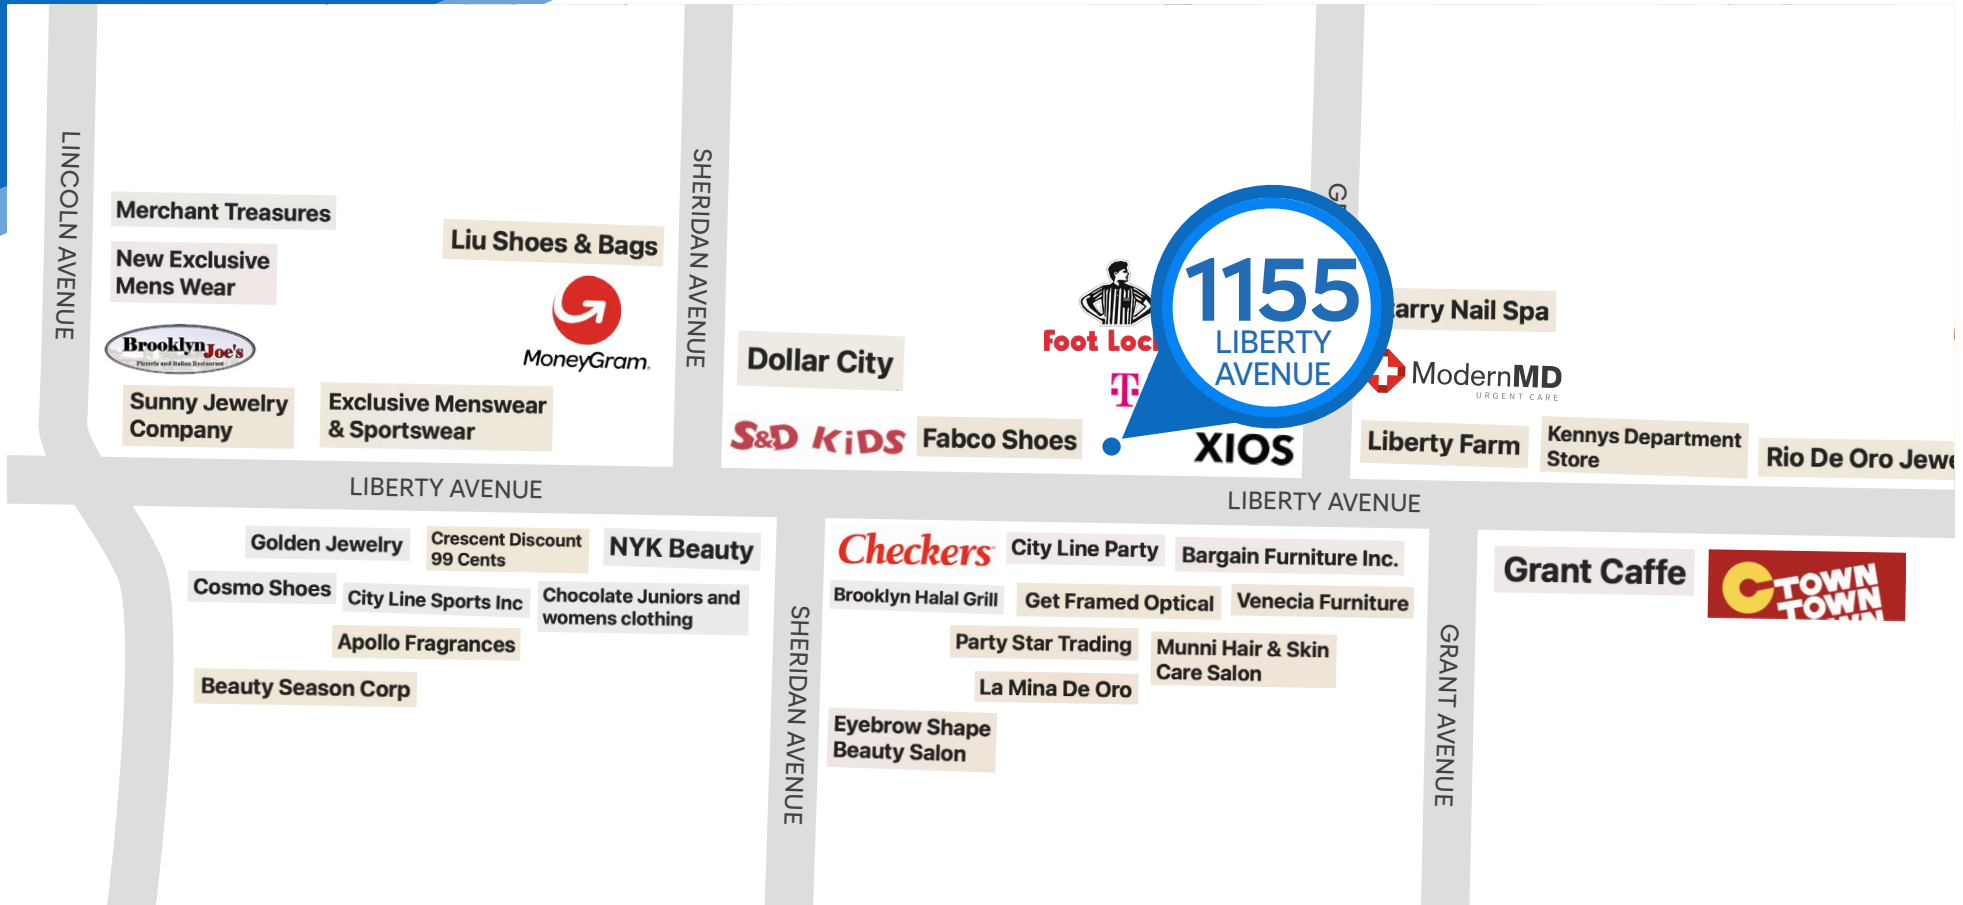 LINCOLN AVENUE
Merchant Treasures
New Exclusive
Mens Wear
Brooklyn Joe's
Pizzeria and Italian Restaurant
Sunny Jewelry
Company
Exclusive Menswear
& Sportswear
Liu Shoes & Bags
MoneyGram.
SHERIDAN AVENUE
Dollar City
S&D KiDS
Fabco Shoes
Foot
T
1155
LIBERTY
AVENUE
XIOS
Nail Spa
ModernMD
URGENT CARE
Liberty Farm
Kennys Department
Store
Rio De Oro
LIBERTY AVENUE
LIBERTY AVENUE
Golden Jewelry
Crescent Discount
99 Cents
NYK Beauty
Cosmo Shoes
City Line Sports Inc
Chocolate Juniors and
womens clothing
Apollo Fragrances
Beauty Season Corp
SHERIDAN AVENUE
Checkers
City Line Party
Bargain Furniture Inc.
Brooklyn Halal Grill
Get Framed Optical
Venecia Furniture
Party Star Trading
Munni Hair & Skin
Care Salon
La Mina De Oro
Eyebrow Shape
Beauty Salon
GRANT AVENUE
Grant Caffe
C TOWN
TOWN